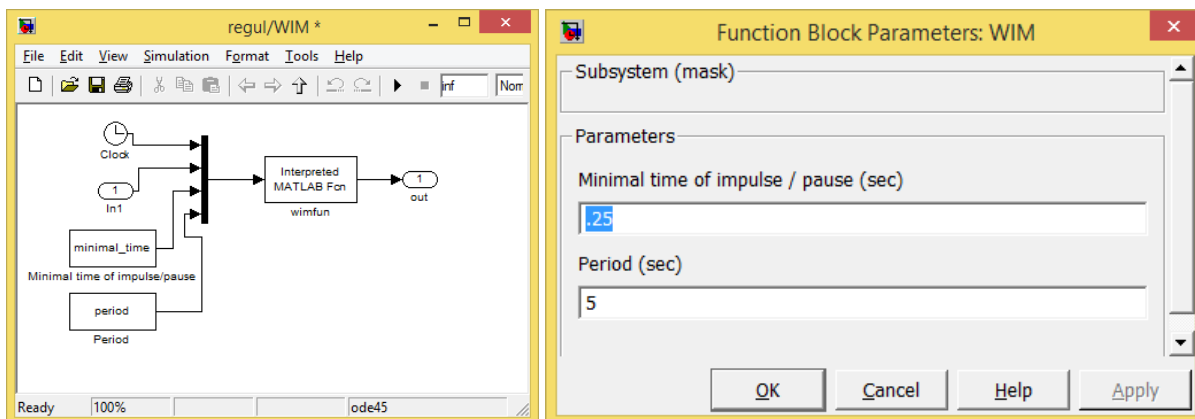 regul/WIM *
File Edit View Simulation Format Tools Help
inf Nom
Clock
1
In1
minimal_time
Minimal time of impulse/pause
period
Period
Interpreted
MATLAB Fcn
wimfun
1
out
Ready 100% ode45
Function Block Parameters: WIM
Subsystem (mask)
Parameters
Minimal time of impulse / pause (sec)
.25
Period (sec)
5
OK Cancel Help Apply